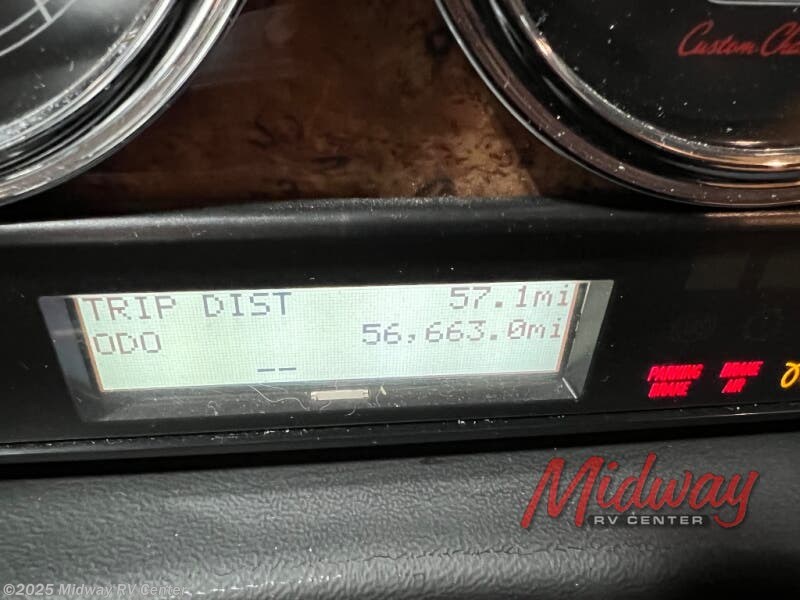 Custom Cha
TRIP DIST 57.1mi
ODO 56,663.0mi
--
PARKING BRAKE
BRAKE AIR
Midway
RV CENTER
©2025 Midway RV Center